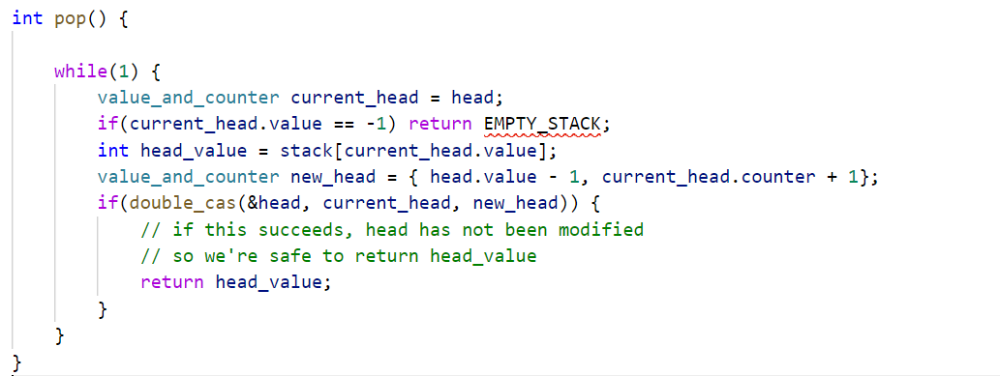 int pop() {
while(1) {
value_and_counter current_head = head;
if(current_head.value == -1) return EMPTY_STACK;
int head_value = stack[current_head.value];
value_and_counter new_head = { head.value - 1, current_head.counter + 1};
if(double_cas(&head, current_head, new_head)) {
// if this succeeds, head has not been modified
// so we're safe to return head_value
return head_value;
}
}
}